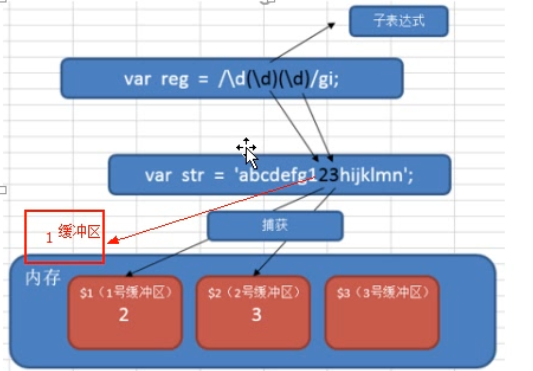 子表达式
var reg = /\d(\d)(\d)/gi;
var str = 'abcdefg123hijklmn';
捕获
1 缓冲区
内存
$1（1号缓冲区）
2
$2（2号缓冲区）
3
$3（3号缓冲区）